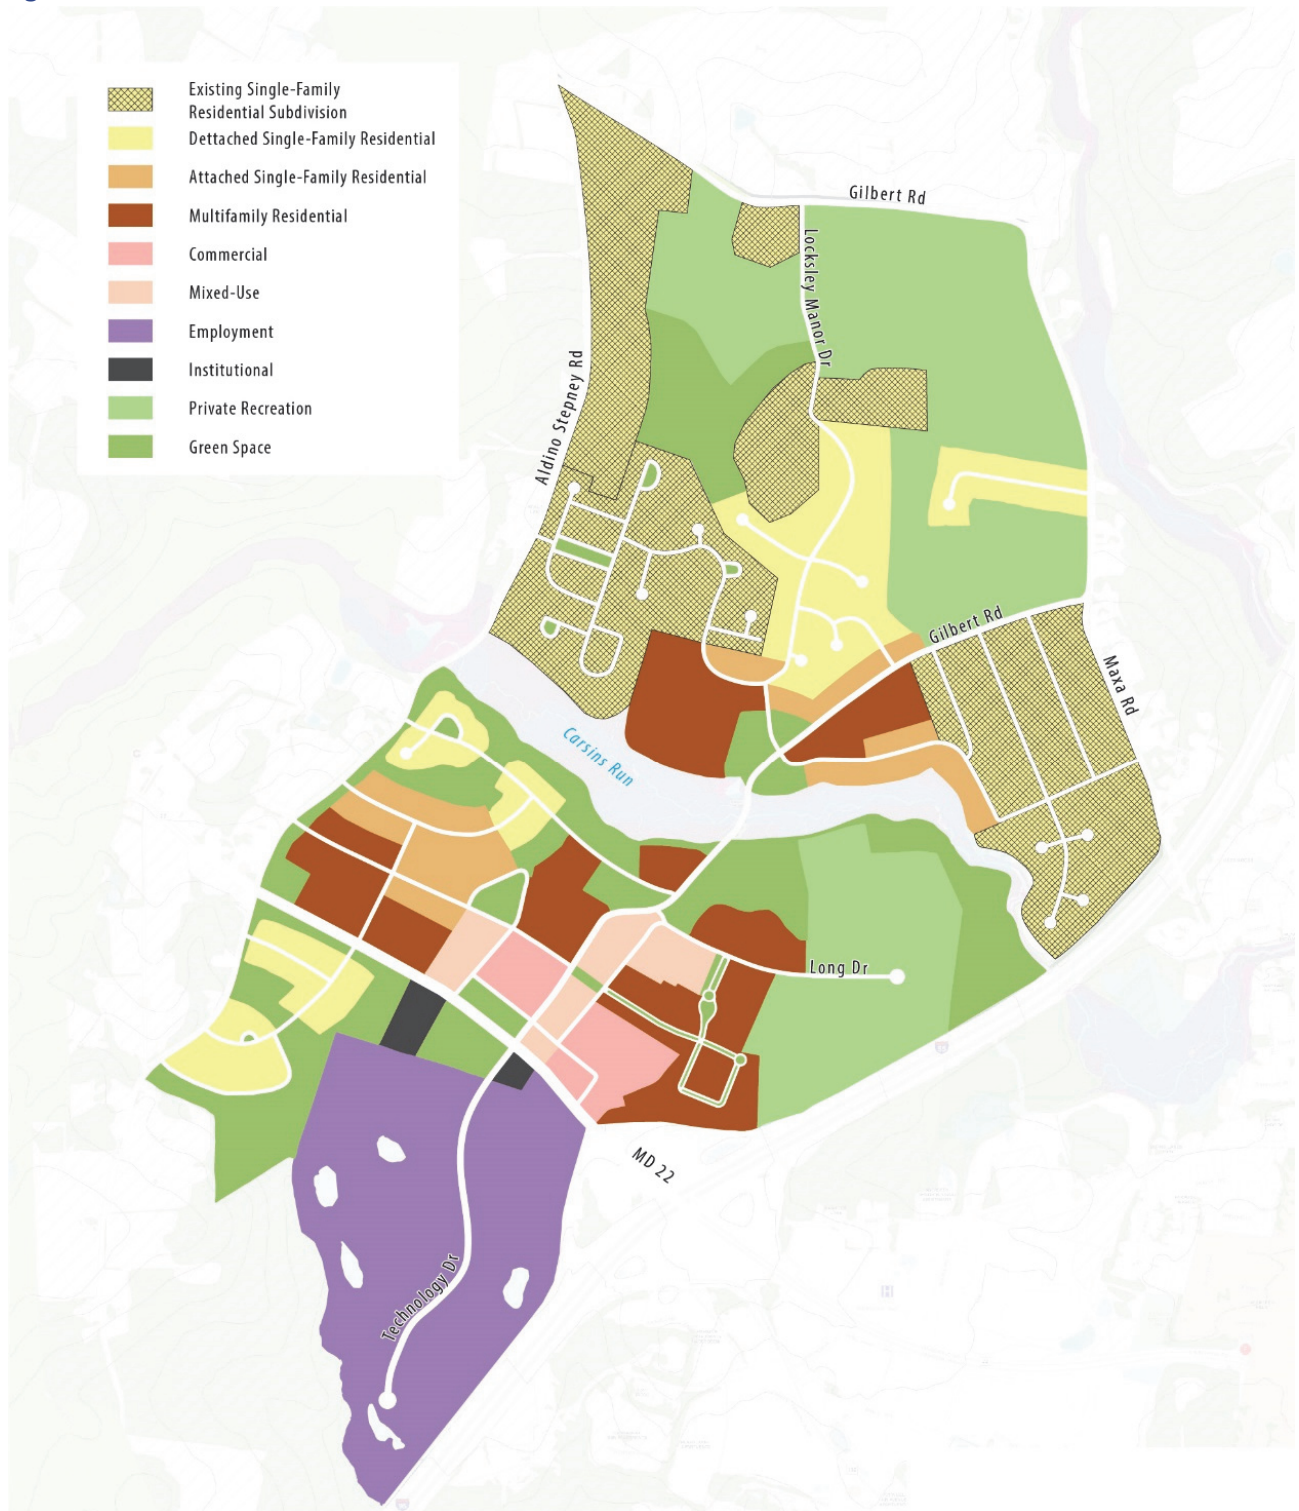 Existing Single-Family
Residential Subdivision
Dettached Single-Family Residential
Attached Single-Family Residential
Multifamily Residential
Commercial
Mixed-Use
Employment
Institutional
Private Recreation
Green Space
Gilbert Rd
Locksley Manor Dr
Aldino Stepney Rd
Gilbert Rd
Maxa Rd
Carsins Run
Long Dr
MD 22
Technology Dr
H